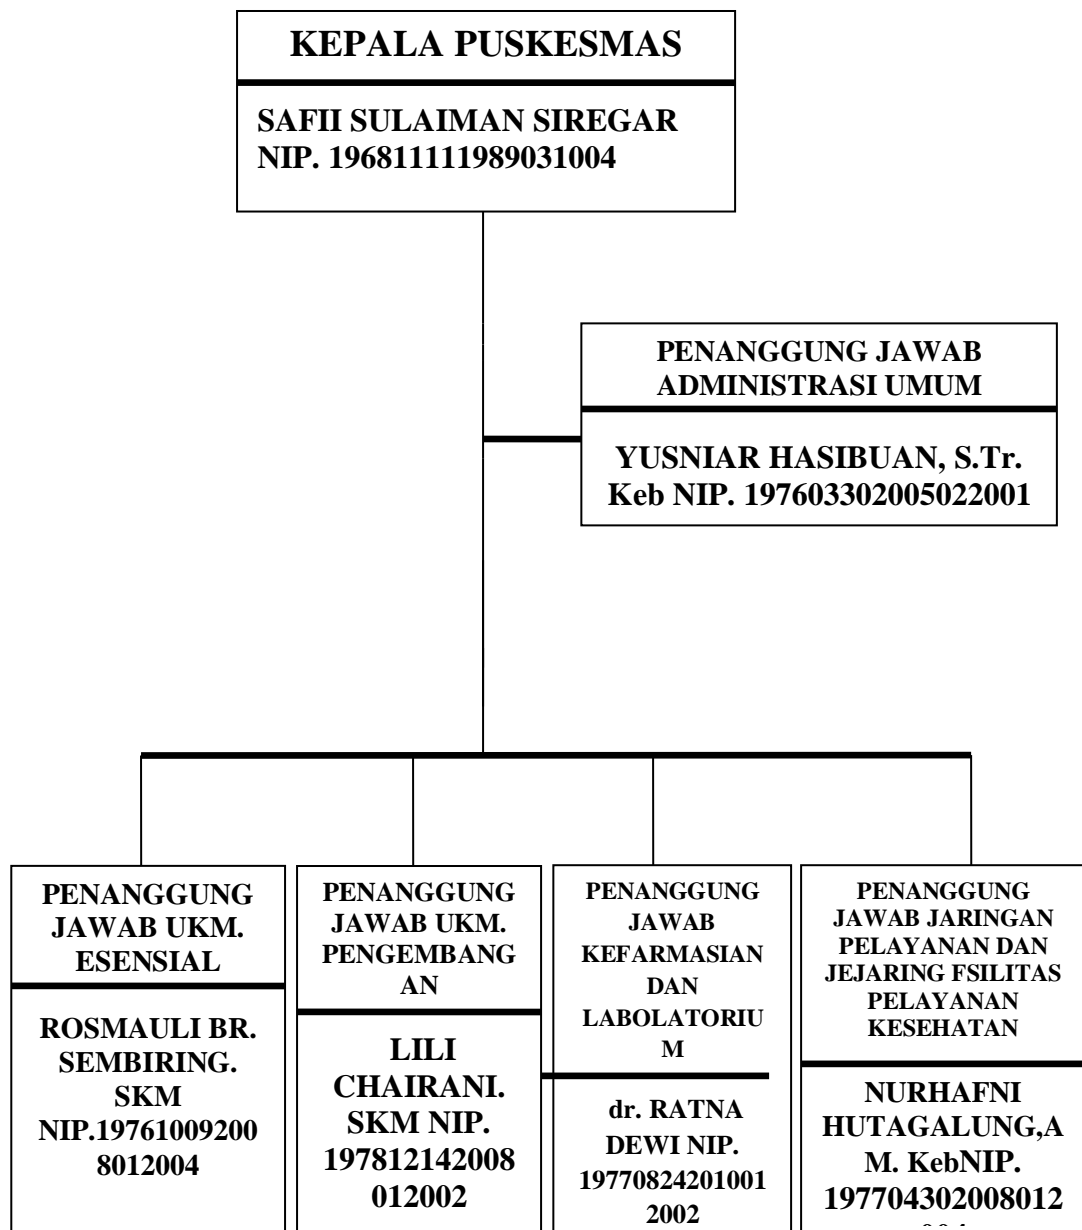 KEPALA PUSKESMAS
SAFII SULAIMAN SIREGAR
NIP. 196811111989031004
PENANGGUNG JAWAB
ADMINISTRASI UMUM
YUSNIAR HASIBUAN, S.Tr.
Keb NIP. 197603302005022001
PENANGGUNG
JAWAB UKM.
ESENSIAL
ROSMAULI BR.
SEMBIRING.
SKM
NIP.19761009200
8012004
PENANGGUNG
JAWAB UKM.
PENGEMBANG
AN
LILI
CHAIRANI.
SKM NIP.
197812142008
012002
PENANGGUNG
JAWAB
KEFARMASIAN
DAN
LABOLATORIU
M
dr. RATNA
DEWI NIP.
19770824201001
2002
PENANGGUNG
JAWAB JARINGAN
PELAYANAN DAN
JEJARING FSILITAS
PELAYANAN
KESEHATAN
NURHAFNI
HUTAGALUNG,A
M. KebNIP.
197704302008012